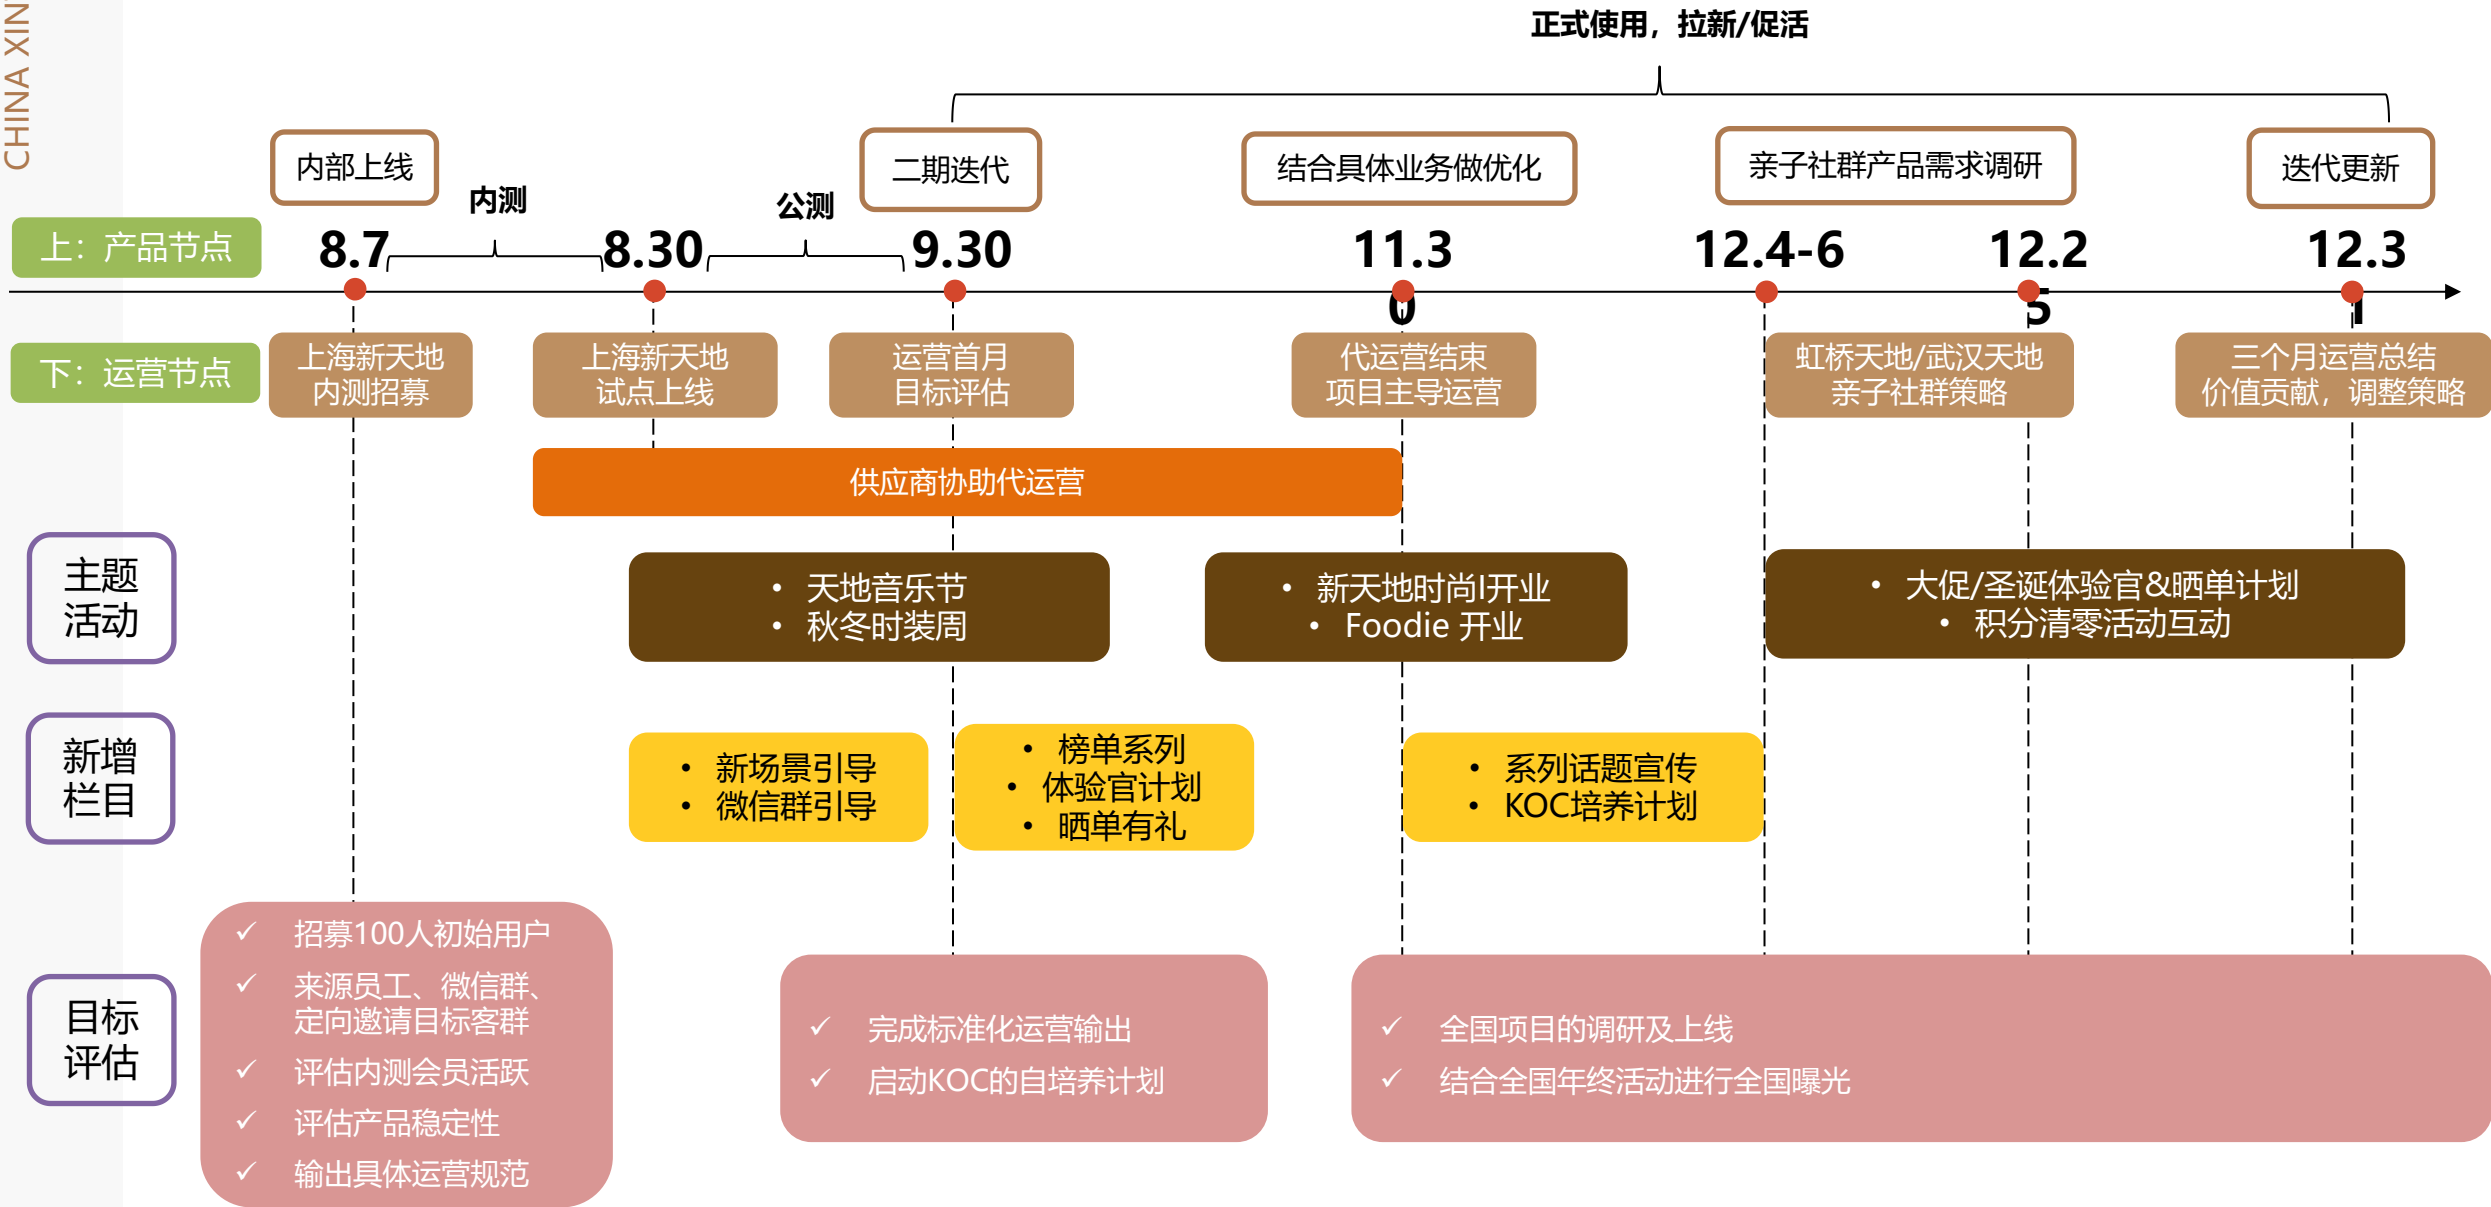 CHINA XIN
正式使用，拉新/促活
内部上线
二期迭代
结合具体业务做优化
亲子社群产品需求调研
迭代更新
内测
公测
上：产品节点
8.7
8.30
9.30
11.3
0
12.4-6
12.2
5
12.3
1
下：运营节点
上海新天地
内测招募
上海新天地
试点上线
运营首月
目标评估
代运营结束
项目主导运营
虹桥天地/武汉天地
亲子社群策略
三个月运营总结
价值贡献，调整策略
供应商协助代运营
主题
活动
• 天地音乐节
• 秋冬时装周
• 新天地时尚I开业
• Foodie 开业
• 大促/圣诞体验官&晒单计划
• 积分清零活动互动
新增
栏目
• 新场景引导
• 微信群引导
• 榜单系列
• 体验官计划
• 晒单有礼
• 系列话题宣传
• KOC培养计划
目标
评估
✓ 招募100人初始用户
✓ 来源员工、微信群、
定向邀请目标客群
✓ 评估内测会员活跃
✓ 评估产品稳定性
✓ 输出具体运营规范
✓ 完成标准化运营输出
✓ 启动KOC的自培养计划
✓ 全国项目的调研及上线
✓ 结合全国年终活动进行全国曝光